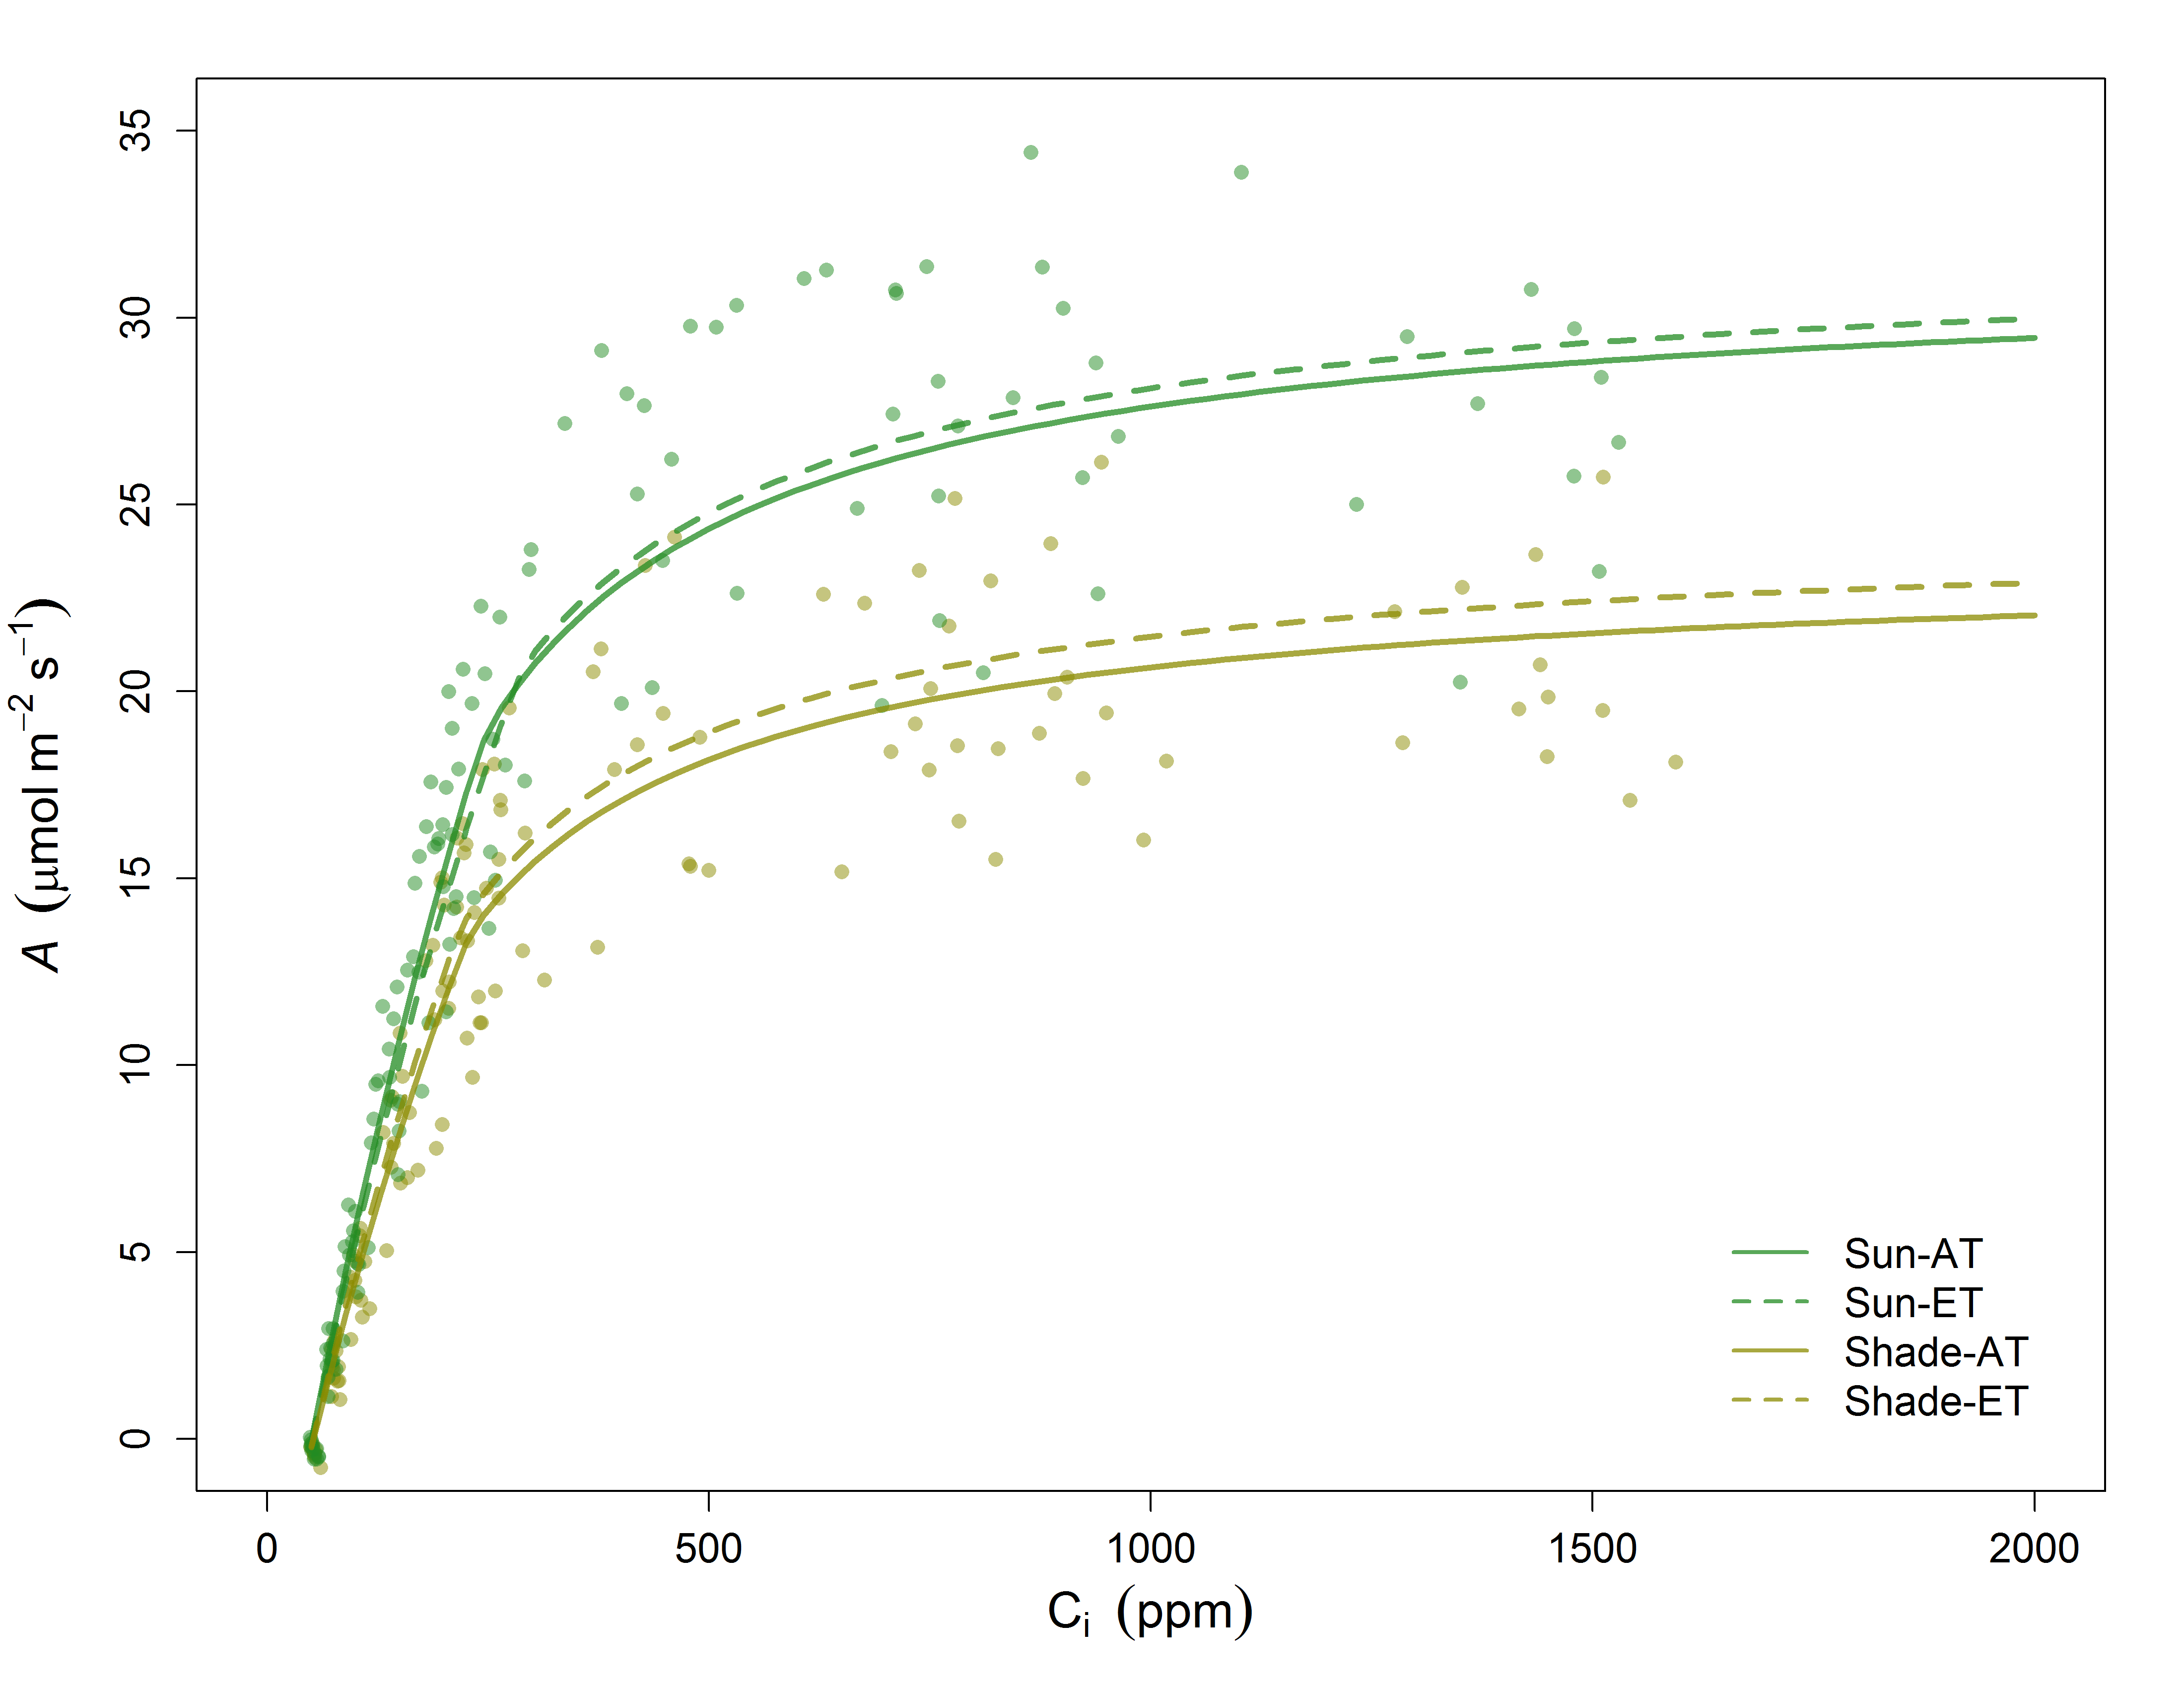 35
30
25
20
15
10
5
0
A (μmol m⁻² s⁻¹)
0 500 1000 1500 2000
Cᵢ (ppm)
Sun-AT
Sun-ET
Shade-AT
Shade-ET